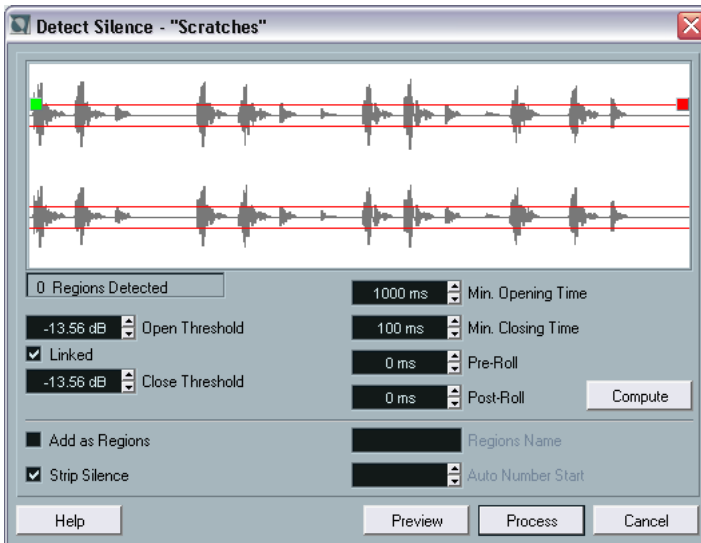 Detect Silence - "Scratches"
0 Regions Detected
1000 ms Min. Opening Time
-13.56 dB Open Threshold
100 ms Min. Closing Time
Linked
0 ms Pre-Roll
-13.56 dB Close Threshold
0 ms Post-Roll
Compute
Add as Regions
Regions Name
Strip Silence
Auto Number Start
Help
Preview
Process
Cancel